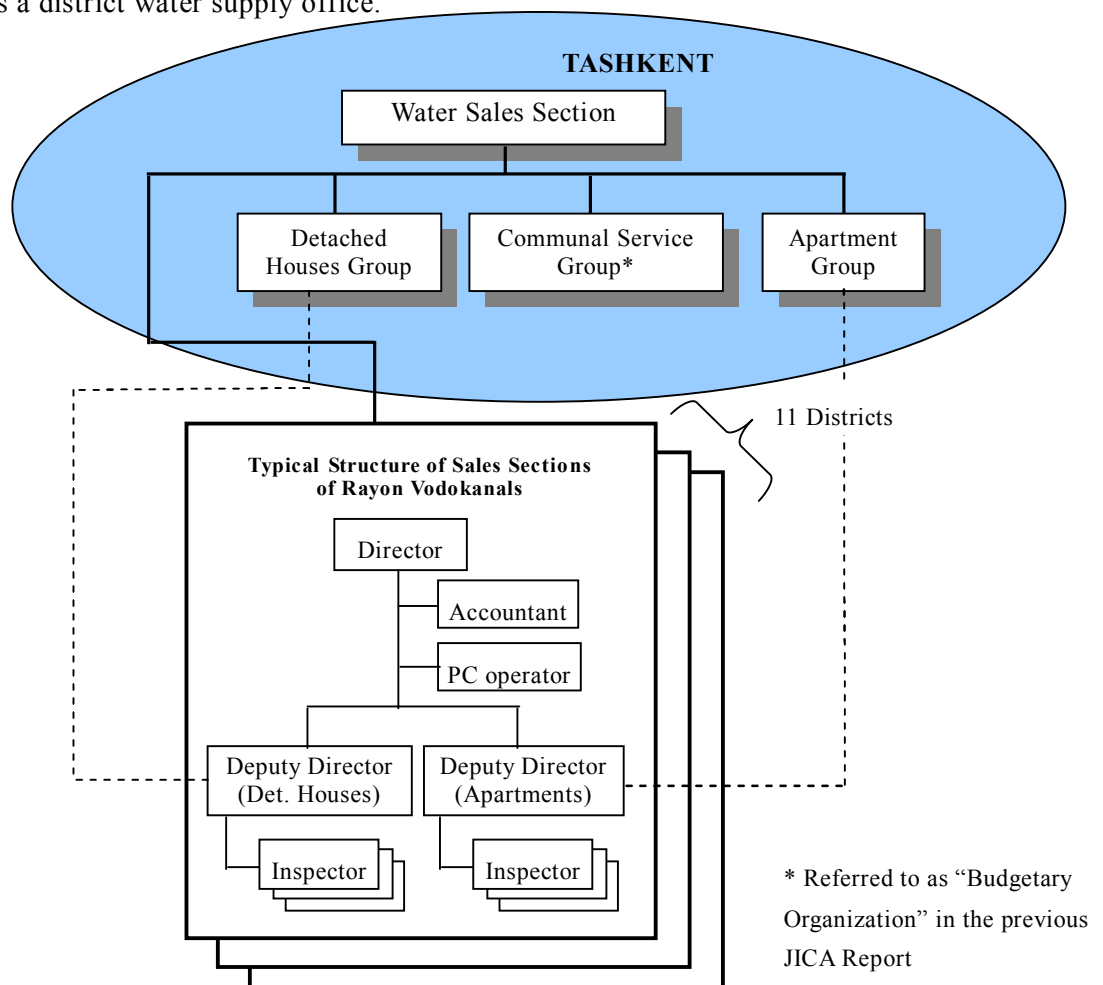 s a district water supply office.
TASHKENT
Water Sales Section
Detached
Houses Group
Communal Service
Group*
Apartment
Group
11 Districts
Typical Structure of Sales Sections
of Rayon Vodokanals
Director
Accountant
PC operator
Deputy Director
(Det. Houses)
Deputy Director
(Apartments)
Inspector
Inspector
* Referred to as “Budgetary
Organization” in the previous
JICA Report